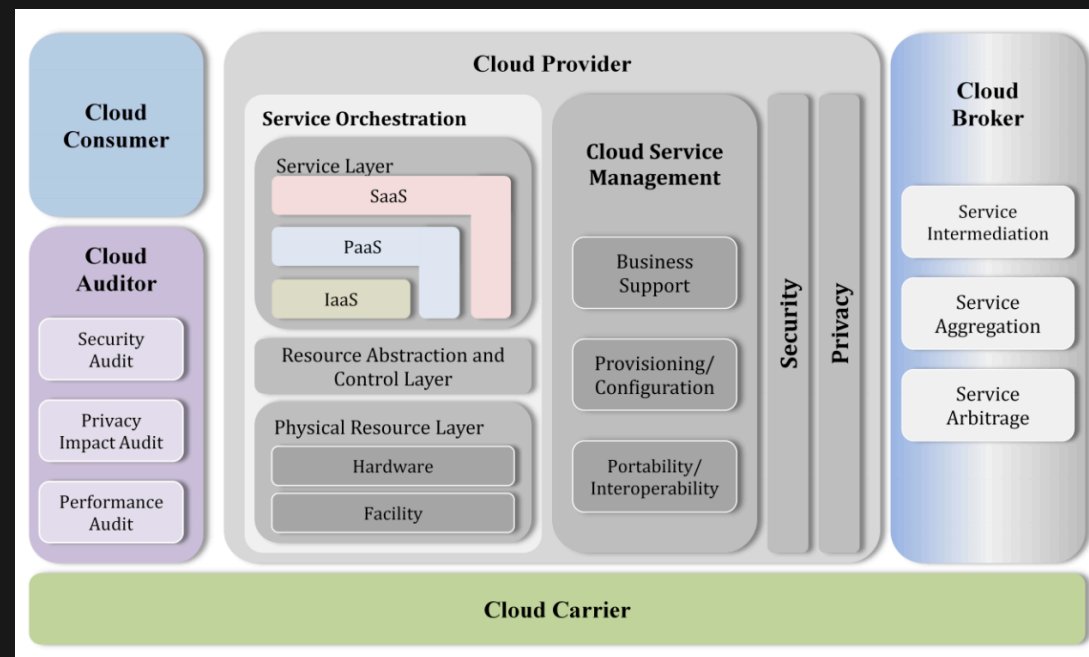 Cloud
Consumer
Cloud
Auditor
Security
Audit
Privacy
Impact Audit
Performance
Audit
Cloud Provider
Service Orchestration
Service Layer
SaaS
PaaS
IaaS
Resource Abstraction and
Control Layer
Physical Resource Layer
Hardware
Facility
Cloud Service
Management
Business
Support
Provisioning/
Configuration
Portability/
Interoperability
Security
Privacy
Cloud
Broker
Service
Intermediation
Service
Aggregation
Service
Arbitrage
Cloud Carrier